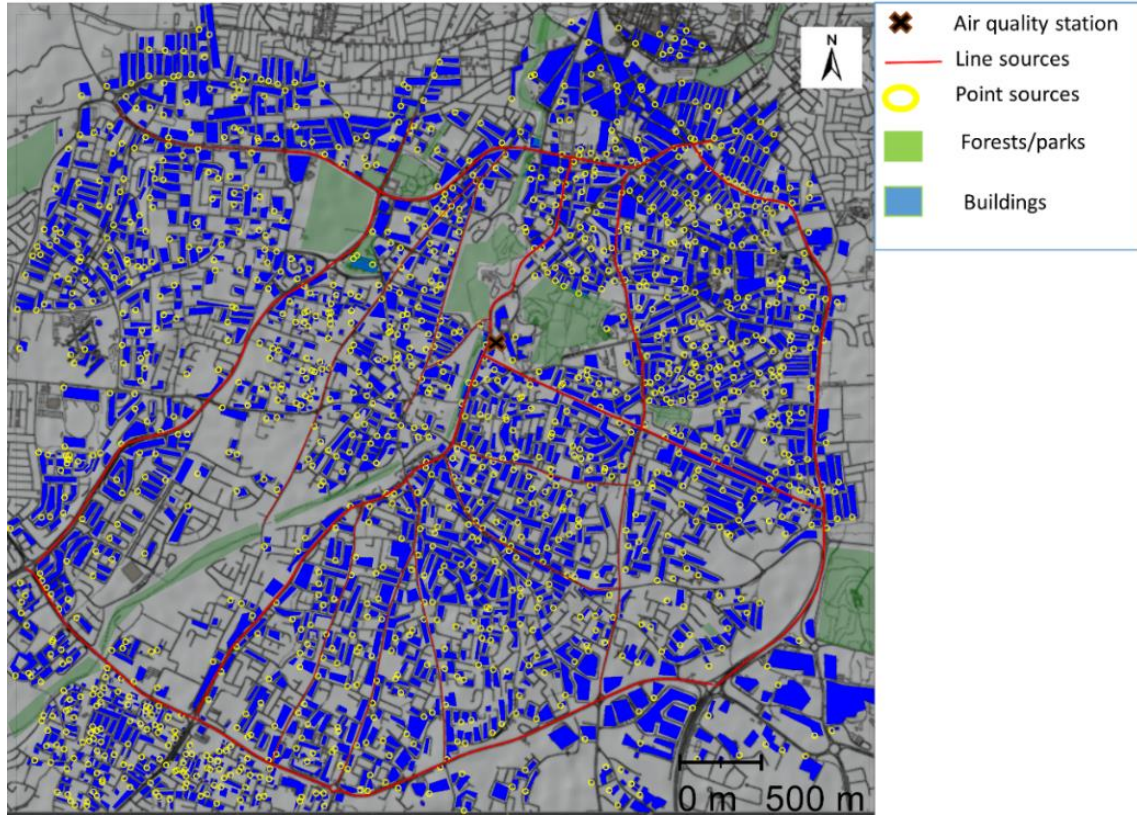 N
Air quality station
Line sources
Point sources
Forests/parks
Buildings
0 m 500 m